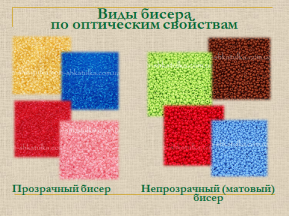 Виды бисера
по оптическим свойствам
Прозрачный бисер
Непрозрачный (матовый)
бисер